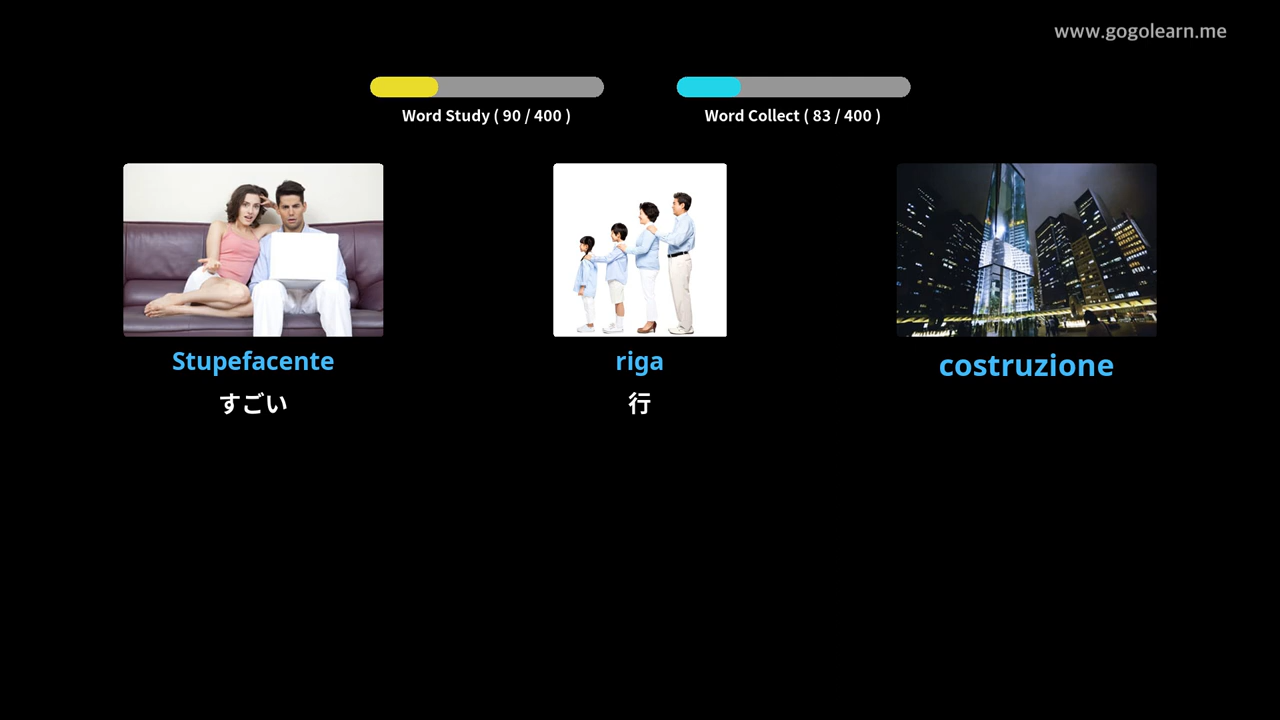 www.gogolearn.me
Word Study ( 90 / 400 )
Word Collect ( 83 / 400 )
Stupefacente
riga
costruzione
すごい
行